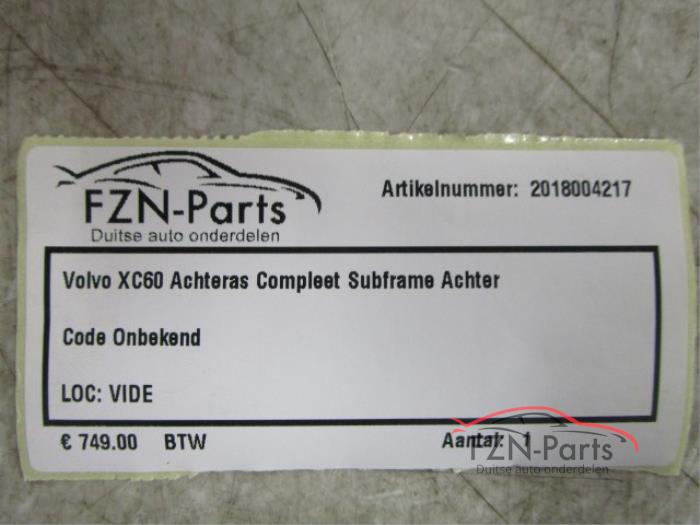 FZN-Parts
Duitse auto onderdelen
Artikelnummer: 2018004217
Volvo XC60 Achteras Compleet Subframe Achter
Code Onbekend
LOC: VIDE
€ 749.00 BTW
Aantal: 1
FZN-Parts
Duitse auto onderdelen